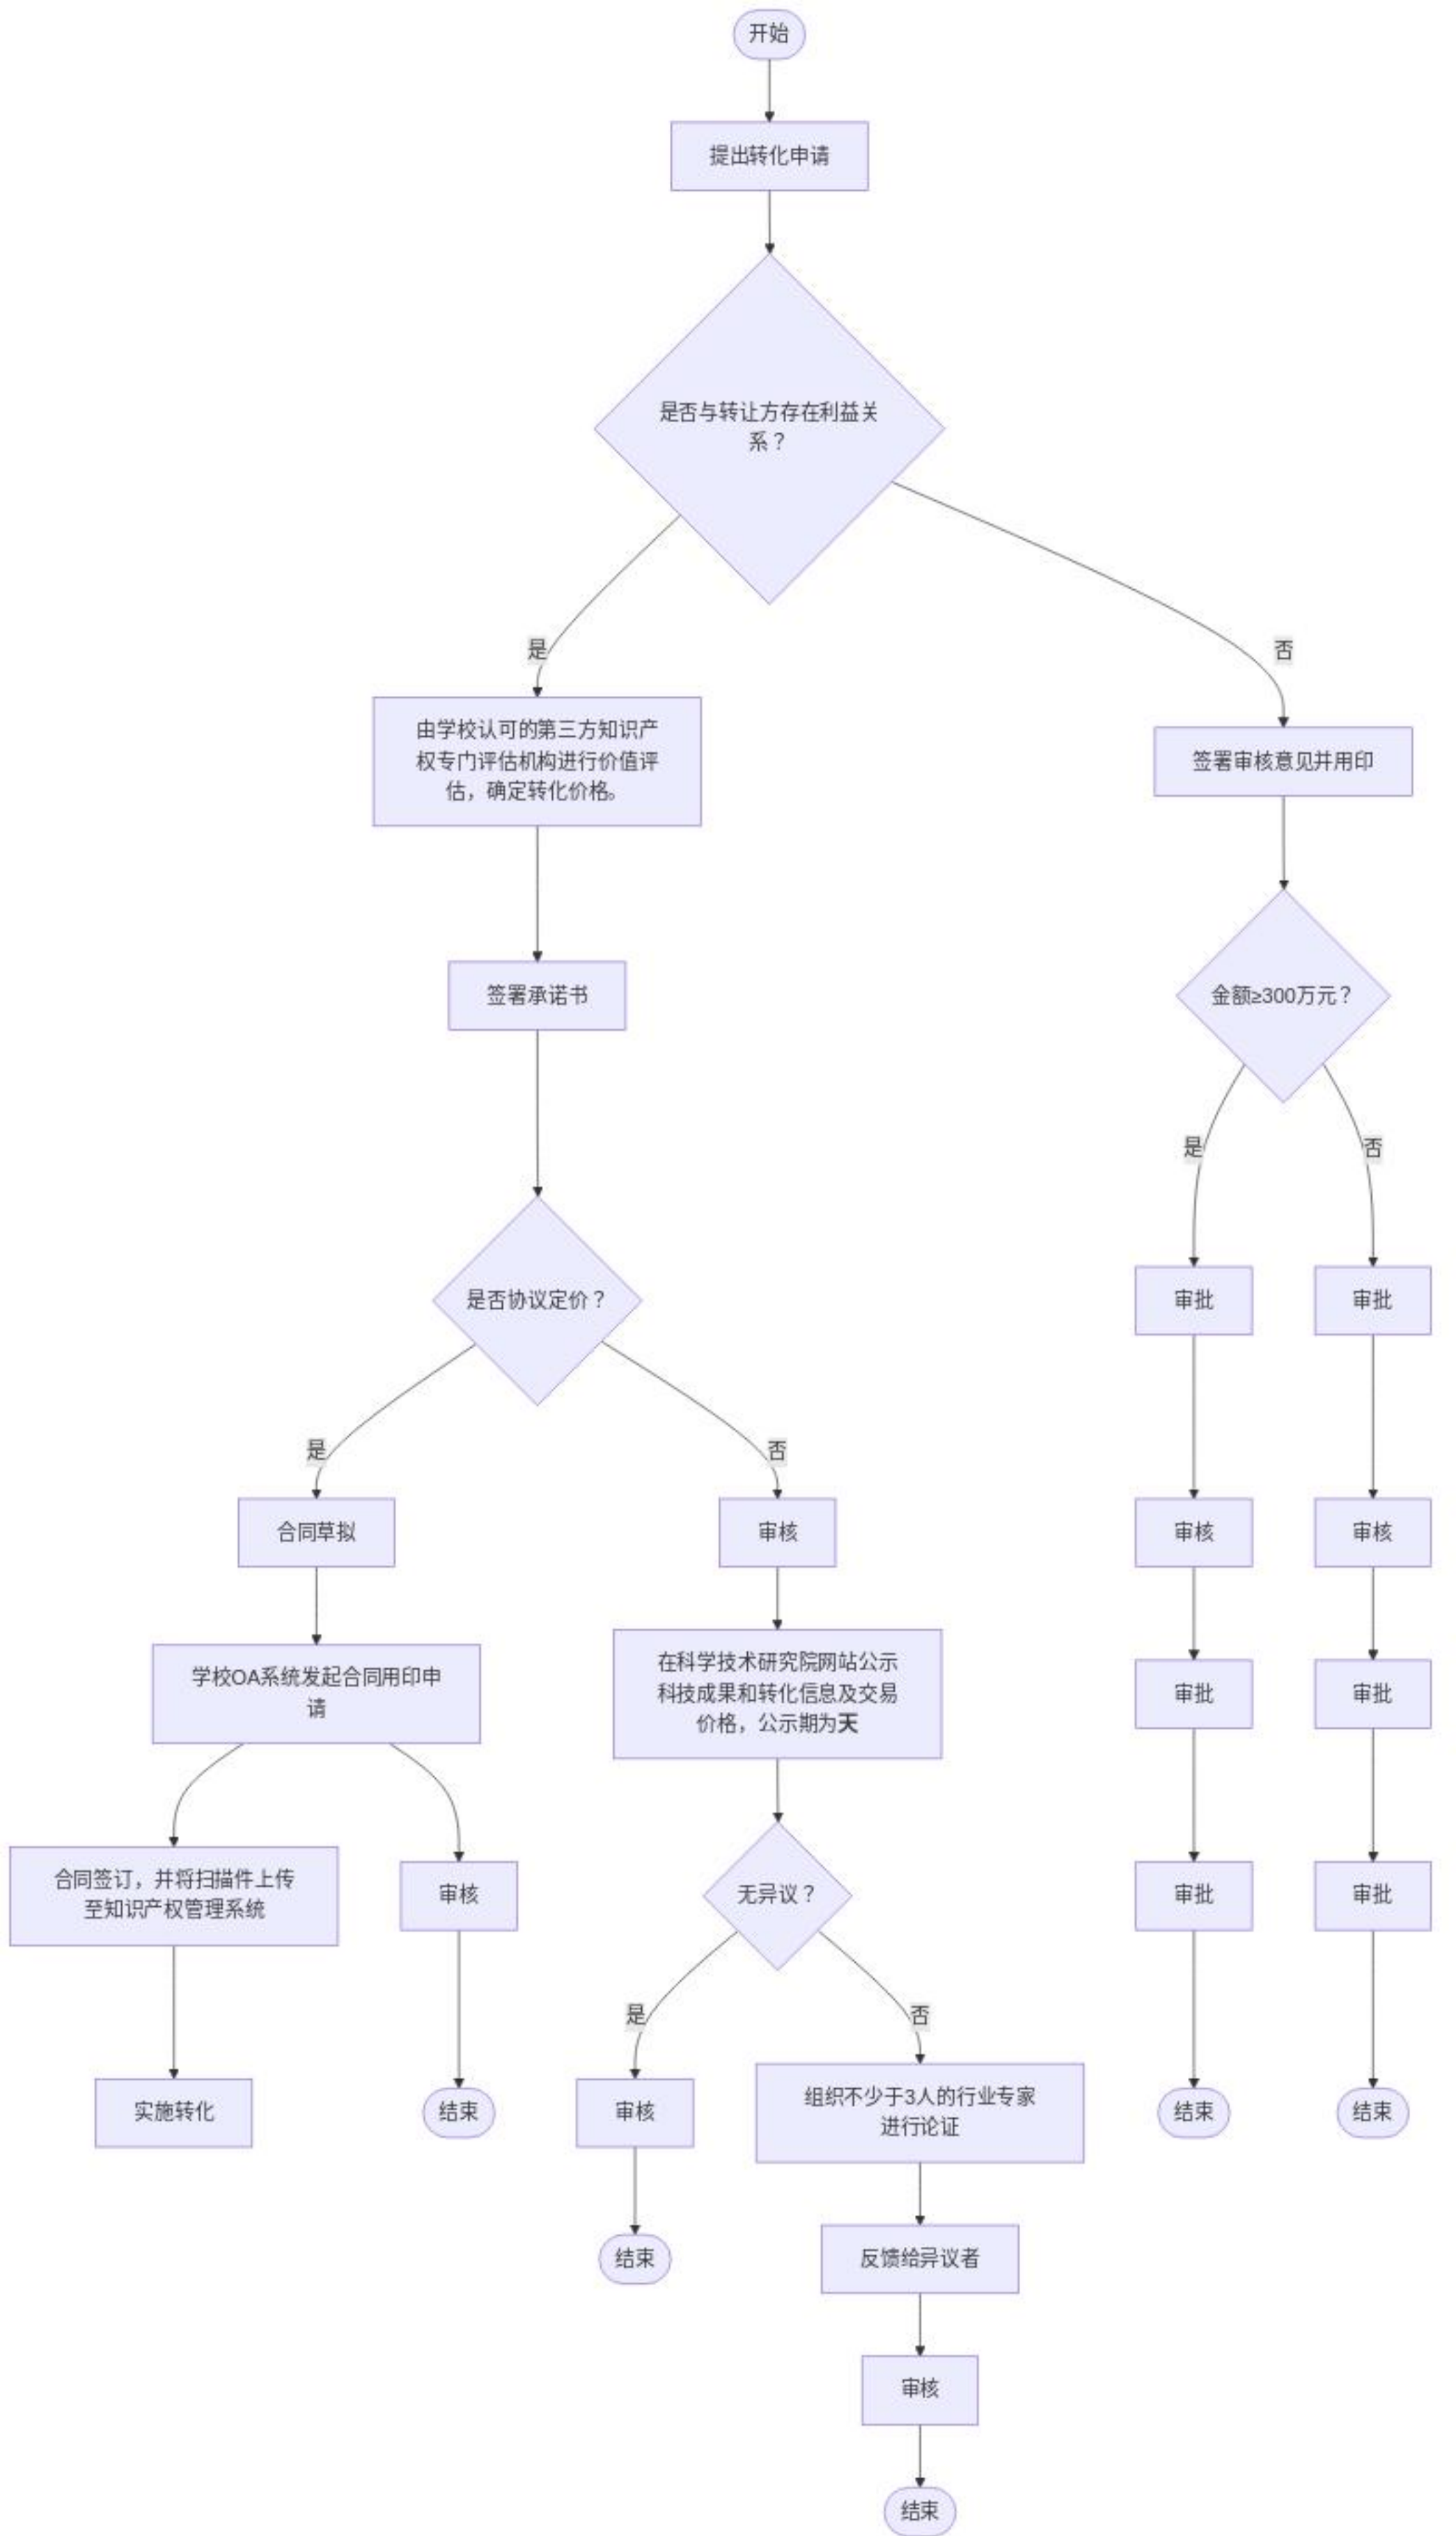 开始
提出转化申请
是否与转让方存在利益关
系？
是
否
由学校认可的第三方知识产
权专门评估机构进行价值评
估，确定转化价格。
签署审核意见并用印
签署承诺书
金额≥300万元？
是
否
是否协议定价？
审批
审批
是
否
合同草拟
审核
审核
审核
学校OA系统发起合同用印申
请
在科学技术研究院网站公示
科技成果和转化信息及交易
价格，公示期为天
审批
审批
合同签订，并将扫描件上传
至知识产权管理系统
审核
无异议？
审批
审批
是
否
实施转化
结束
审核
组织不少于3人的行业专家
进行论证
结束
结束
结束
反馈给异议者
审核
结束